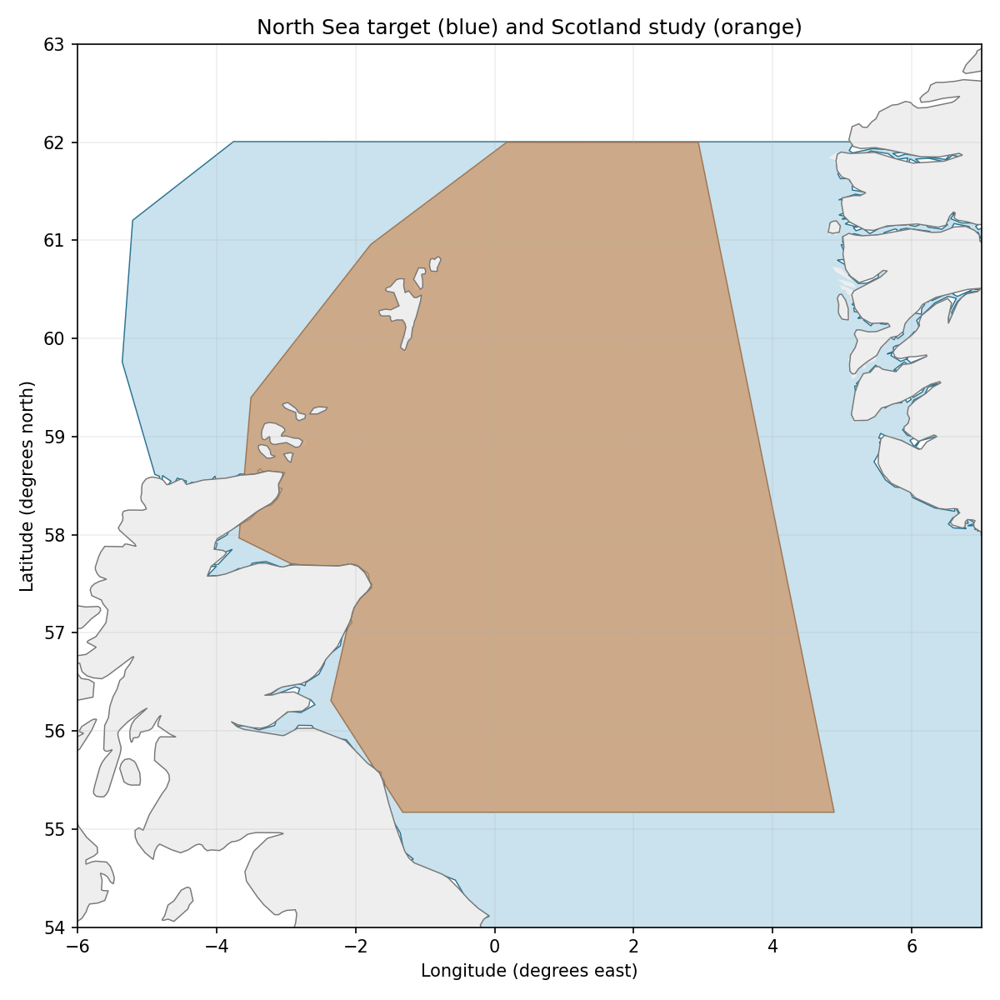 North Sea target (blue) and Scotland study (orange)
63
62
61
60
59
58
57
56
55
54
Latitude (degrees north)
−6 −4 −2 0 2 4 6
Longitude (degrees east)